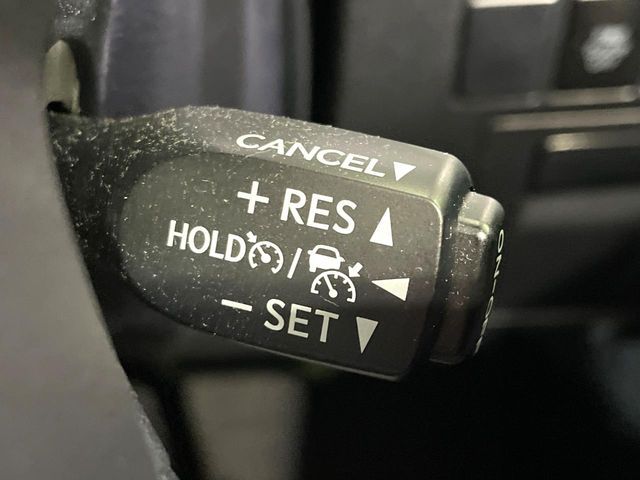 CANCEL
+ RES
HOLD /
- SET